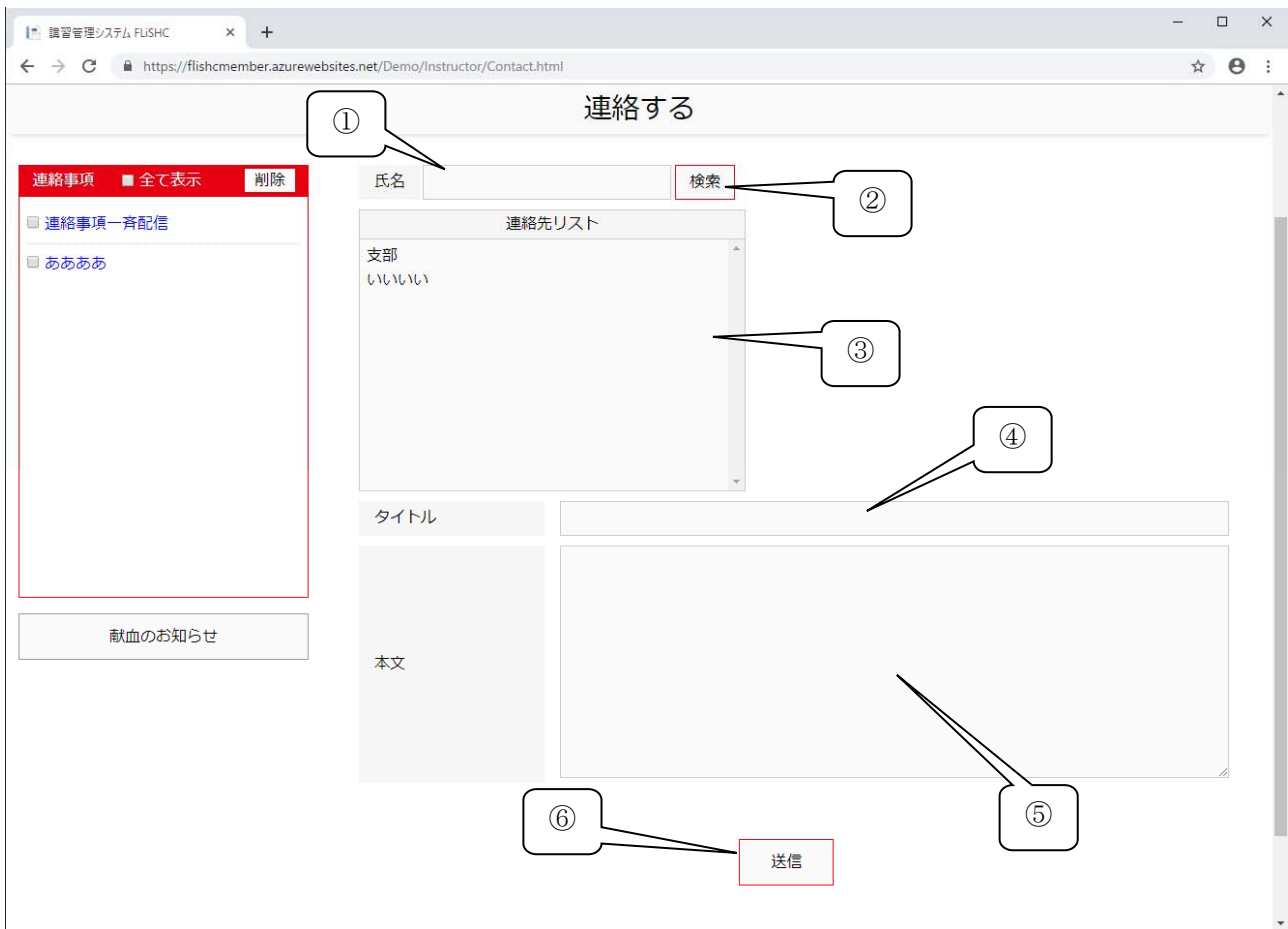 講習管理システム FLiSHC
https://flishcmember.azurewebsites.net/Demo/Instructor/Contact.html
連絡する
①
連絡事項 全て表示 削除
連絡事項一斉配信
ああああ
献血のお知らせ
氏名 検索
②
連絡先リスト
支部
いいいい
③
④
タイトル
本文
⑤
⑥
送信